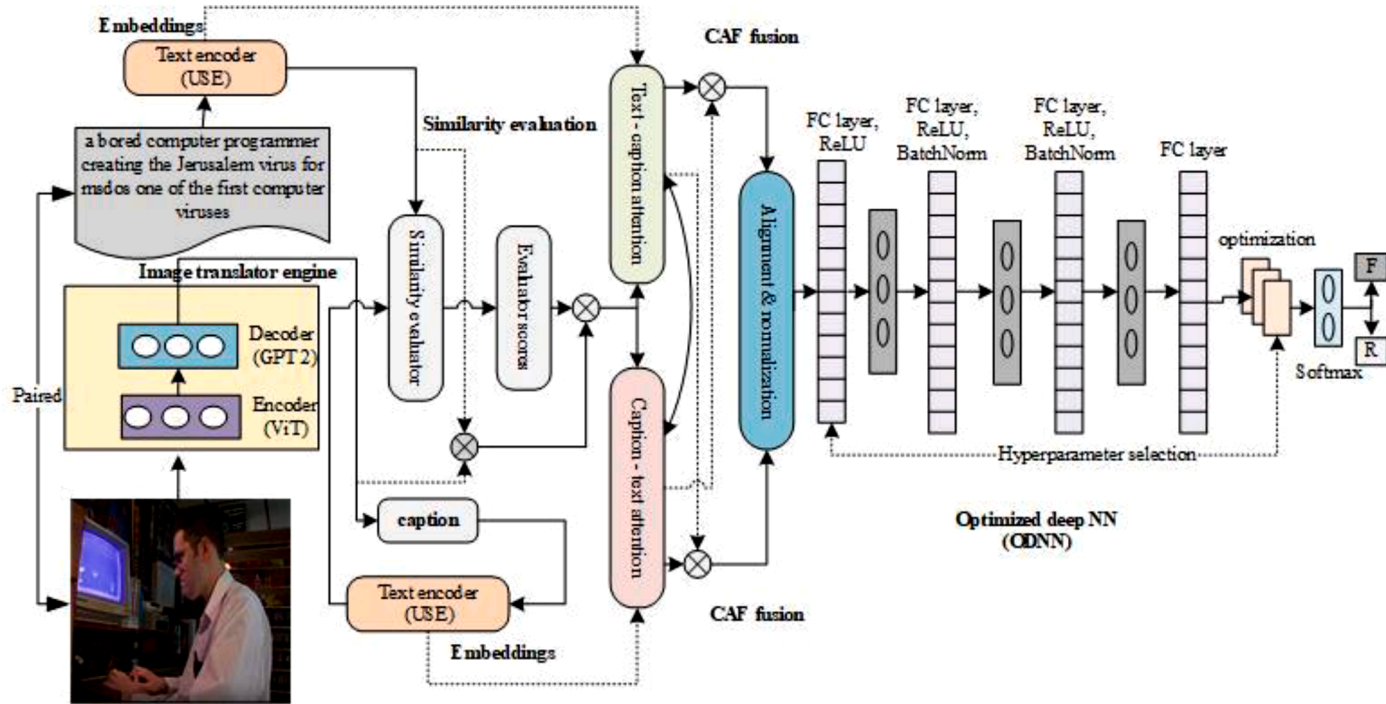 Embeddings
Text encoder
(USE)
a bored computer programmer
creating the Jerusalem virus for
msdos one of the first computer
viruses
Image translator engine
Decoder
(GPT 2)
Encoder
(ViT)
Paired
Similarity evaluation
Similarity evaluator
Evaluator scores
caption
Text encoder
(USE)
Embeddings
Text - caption attention
Caption - text attention
CAF fusion
CAF fusion
Alignment & normalization
FC layer,
ReLU
FC layer,
ReLU,
BatchNorm
FC layer,
ReLU,
BatchNorm
FC layer
optimization
F
R
Softmax
Hyperparameter selection
Optimized deep NN
(ODNN)